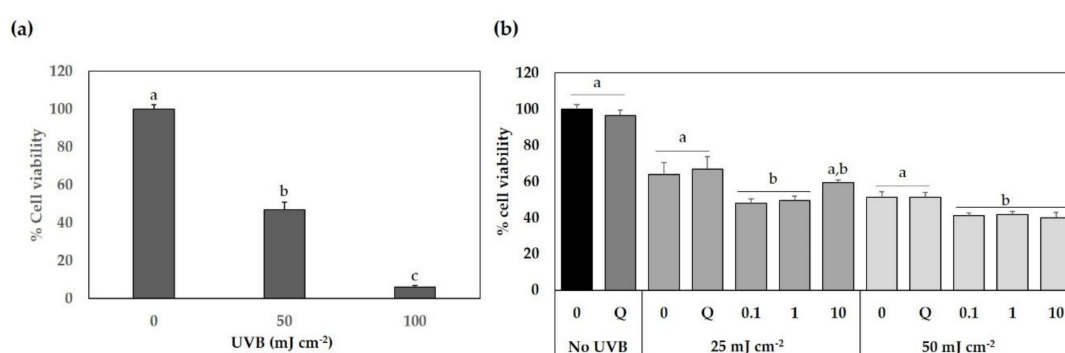 (a)
% Cell viability
120
100
80
60
40
20
0
a
b
c
0 50 100
UVB (mJ cm-2)
(b)
% cell viability
120
100
80
60
40
20
0
a
a
b
a,b
a
b
0 Q 0 Q 0.1 1 10 0 Q 0.1 1 10
No UVB 25 mJ cm-2 50 mJ cm-2